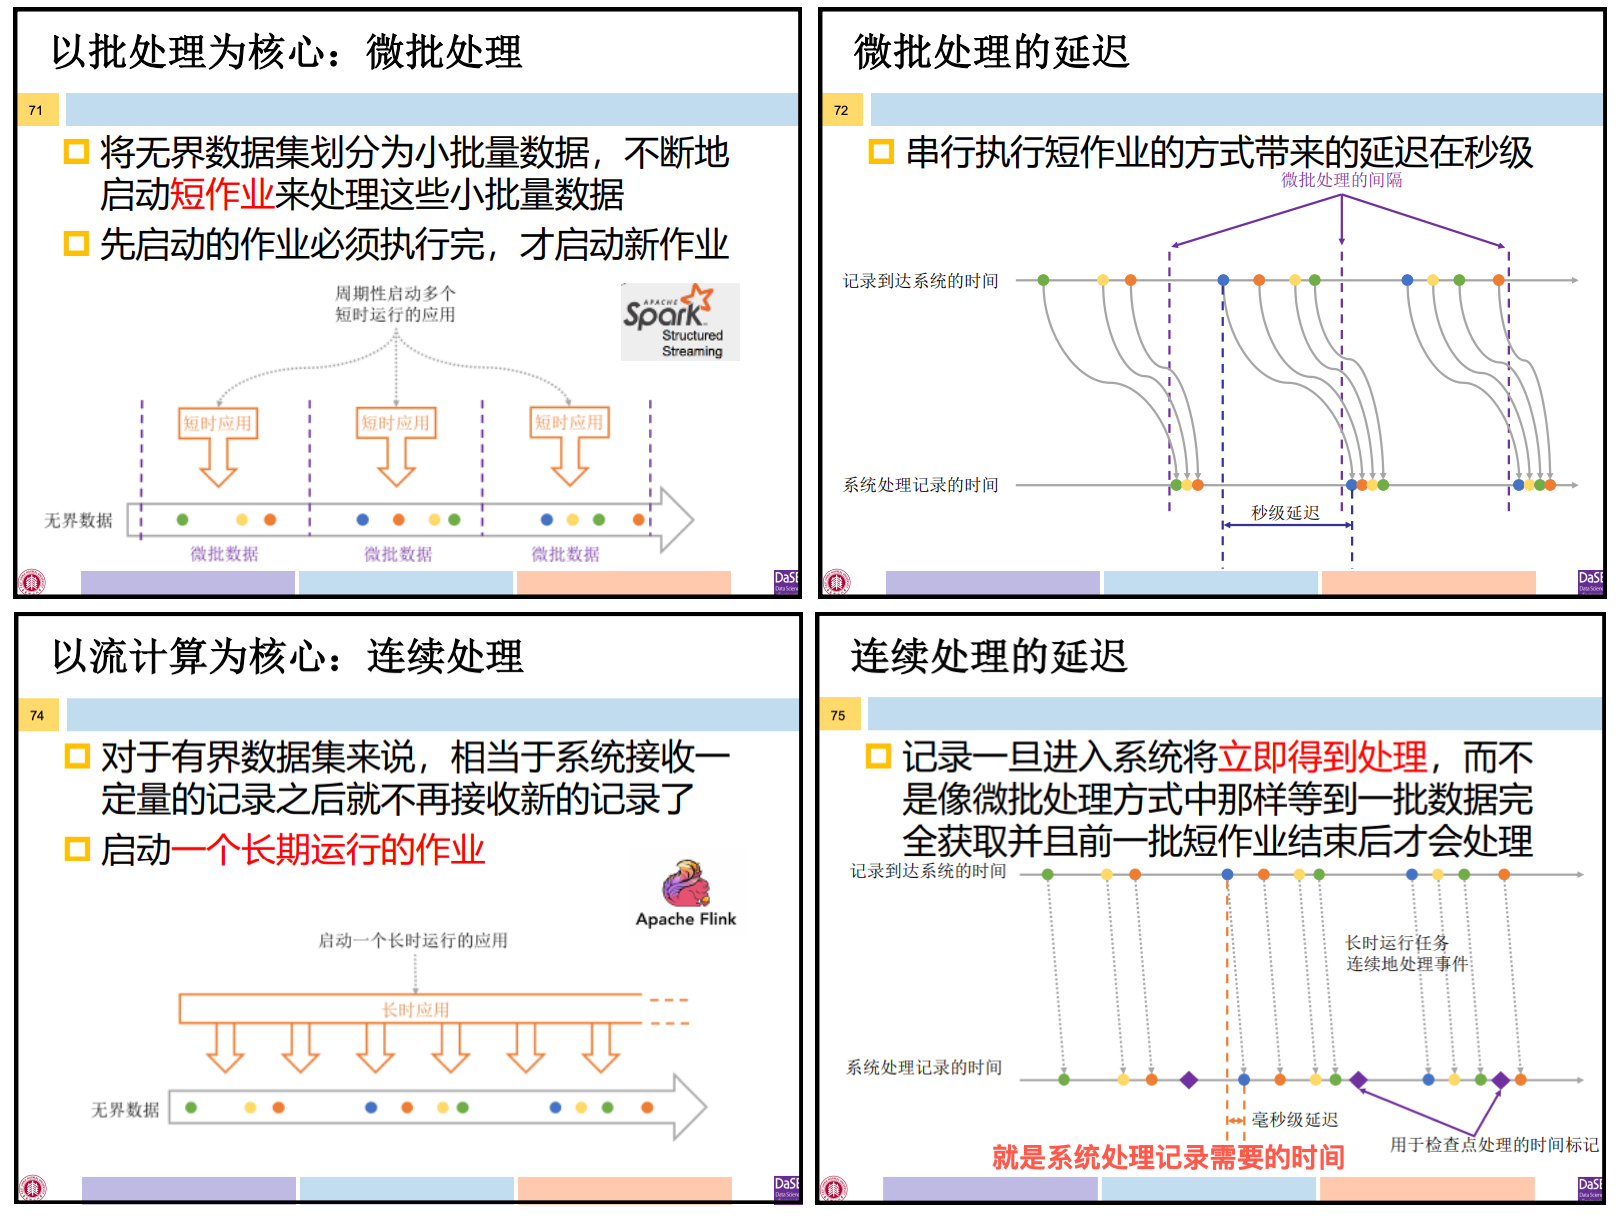 以批处理为核心：微批处理
71
将无界数据集划分为小批量数据，不断地
启动短作业来处理这些小批量数据
先启动的作业必须执行完，才启动新作业
周期性启动多个
短时运行的应用
APACHE
Spark
Structured
Streaming
短时应用
短时应用
短时应用
无界数据
微批数据
微批数据
微批数据
DaSE
微批处理的延迟
72
串行执行短作业的方式带来的延迟在秒级
微批处理的间隔
记录到达系统的时间
系统处理记录的时间
秒级延迟
DaSE
以流计算为核心：连续处理
74
对于有界数据集来说，相当于系统接收一
定量的记录之后就不再接收新的记录了
启动一个长期运行的作业
Apache Flink
启动一个长时运行的应用
长时应用
无界数据
DaSE
连续处理的延迟
75
记录一旦进入系统将立即得到处理，而不
是像微批处理方式中那样等到一批数据完
全获取并且前一批短作业结束后才会处理
记录到达系统的时间
长时运行任务
连续地处理事件
系统处理记录的时间
毫秒级延迟
用于检查点处理的时间标记
就是系统处理记录需要的时间
DaSE